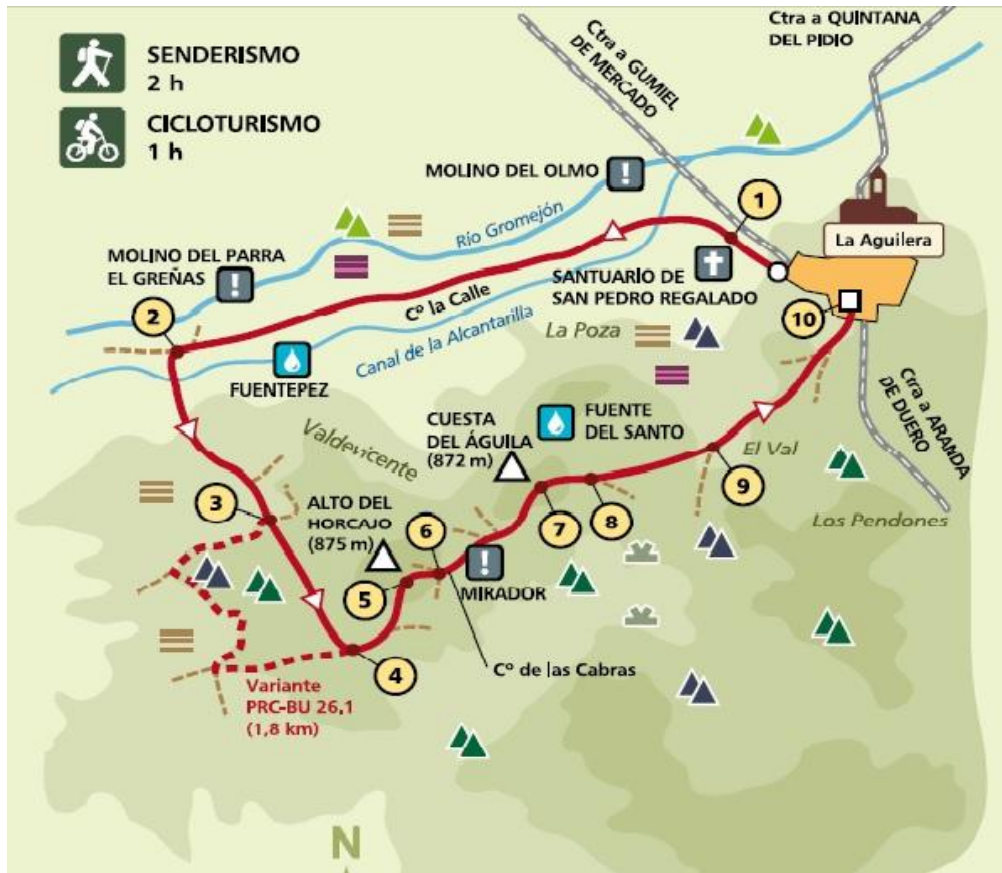 SENDERISMO
2 h
CICLOTURISMO
1 h
Ctra a QUINTANA
DEL PIDIO
Ctra a GUMIEL
DE MERCADO
MOLINO DEL OLMO
!
1
Río Gromejón
La Aguilera
MOLINO DEL PARRA
EL GREÑAS
!
SANTUARIO DE
SAN PEDRO REGALADO
2
Cº la Calle
10
La Poza
Canal de la Alcantarilla
FUENTEPEZ
Ctra a ARANDA
DE DUERO
CUESTA
DEL ÁGUILA
(872 m)
FUENTE
DEL SANTO
Valdevicente
El Val
9
3
ALTO DEL
HORCAJO
(875 m)
6
7
8
Los Pendones
!
MIRADOR
5
4
Cº de las Cabras
Variante
PRC-BU 26,1
(1,8 km)
N